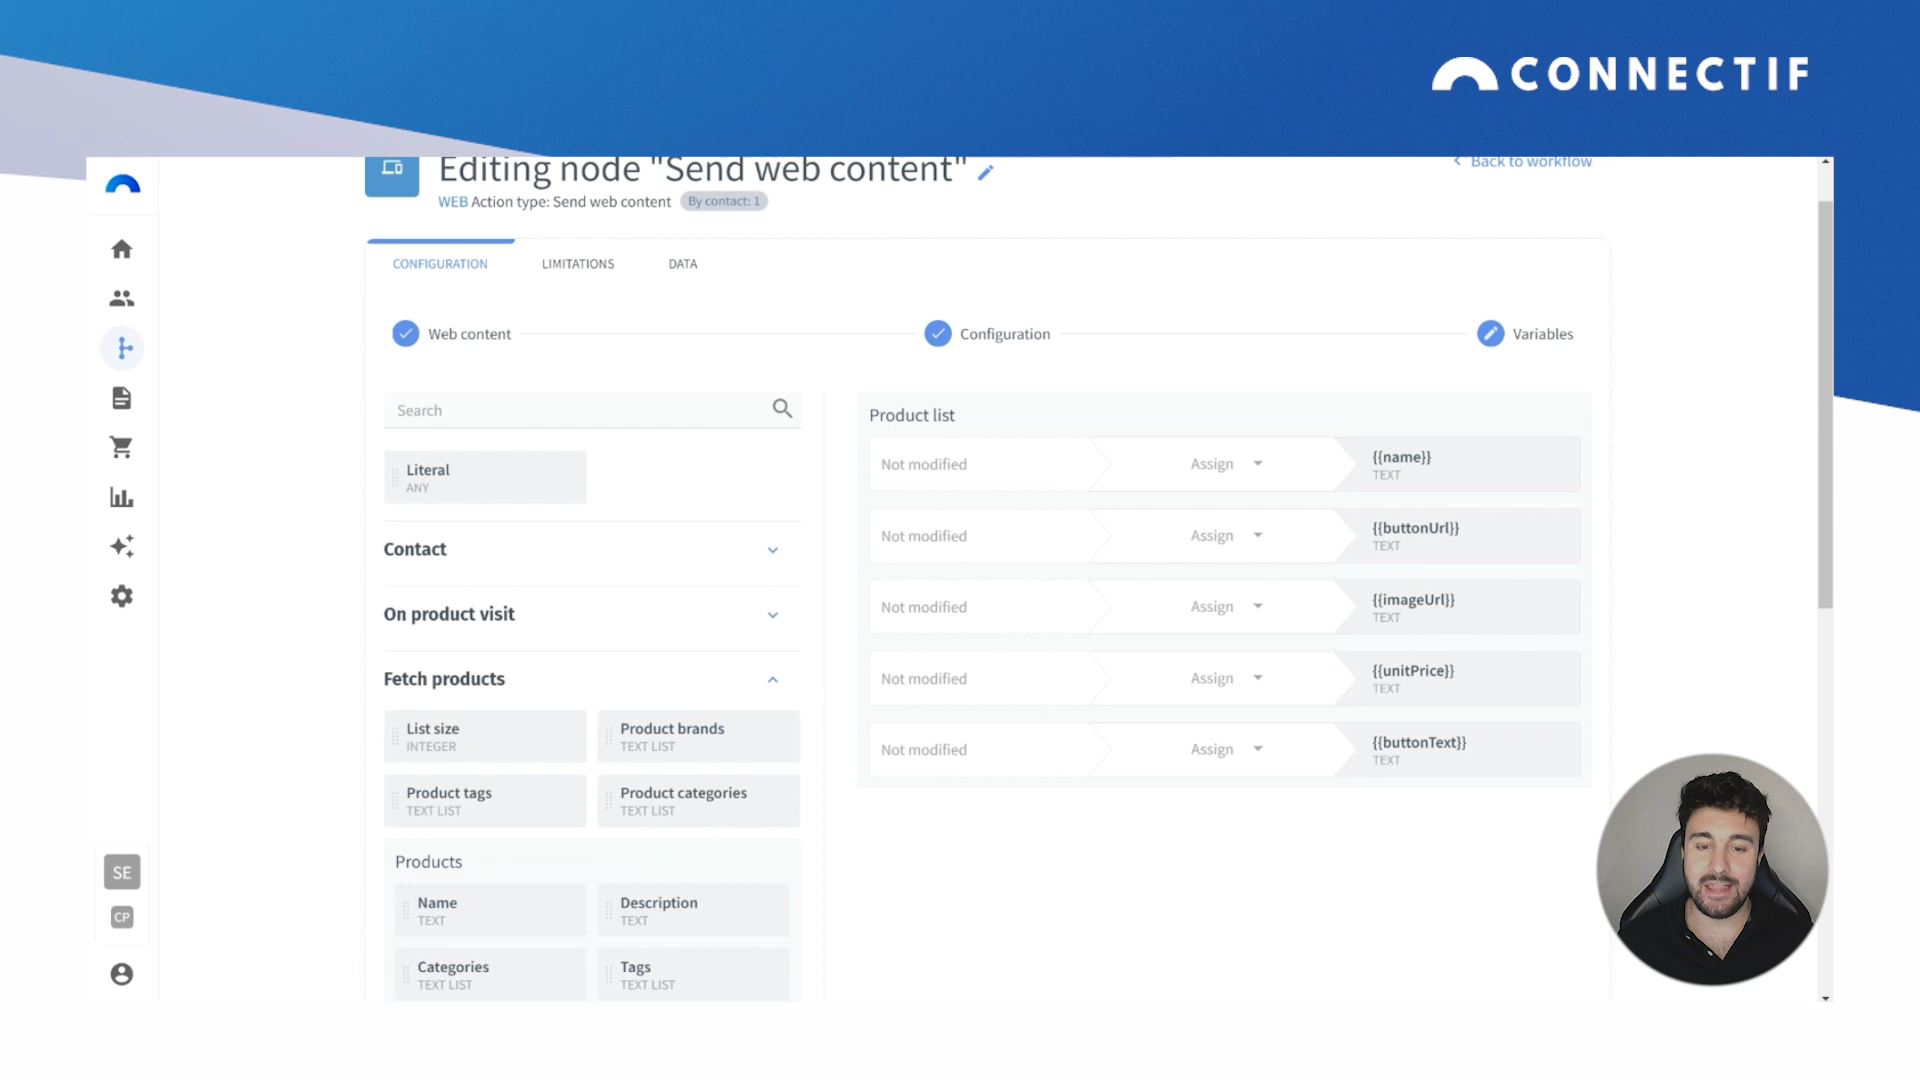 CONNECTIF
Editing node "Send web content"
Back to workflow
WEB Action type: Send web content
By contact: 1
CONFIGURATION
LIMITATIONS
DATA
Web content
Configuration
Variables
Search
Literal
ANY
Contact
On product visit
Fetch products
List size
INTEGER
Product brands
TEXT LIST
Product tags
TEXT LIST
Product categories
TEXT LIST
Products
Name
TEXT
Description
TEXT
Categories
TEXT LIST
Tags
TEXT LIST
Product list
Not modified
Assign
{{name}}
TEXT
Not modified
Assign
{{buttonUrl}}
TEXT
Not modified
Assign
{{imageUrl}}
TEXT
Not modified
Assign
{{unitPrice}}
TEXT
Not modified
Assign
{{buttonText}}
TEXT
SE
CP